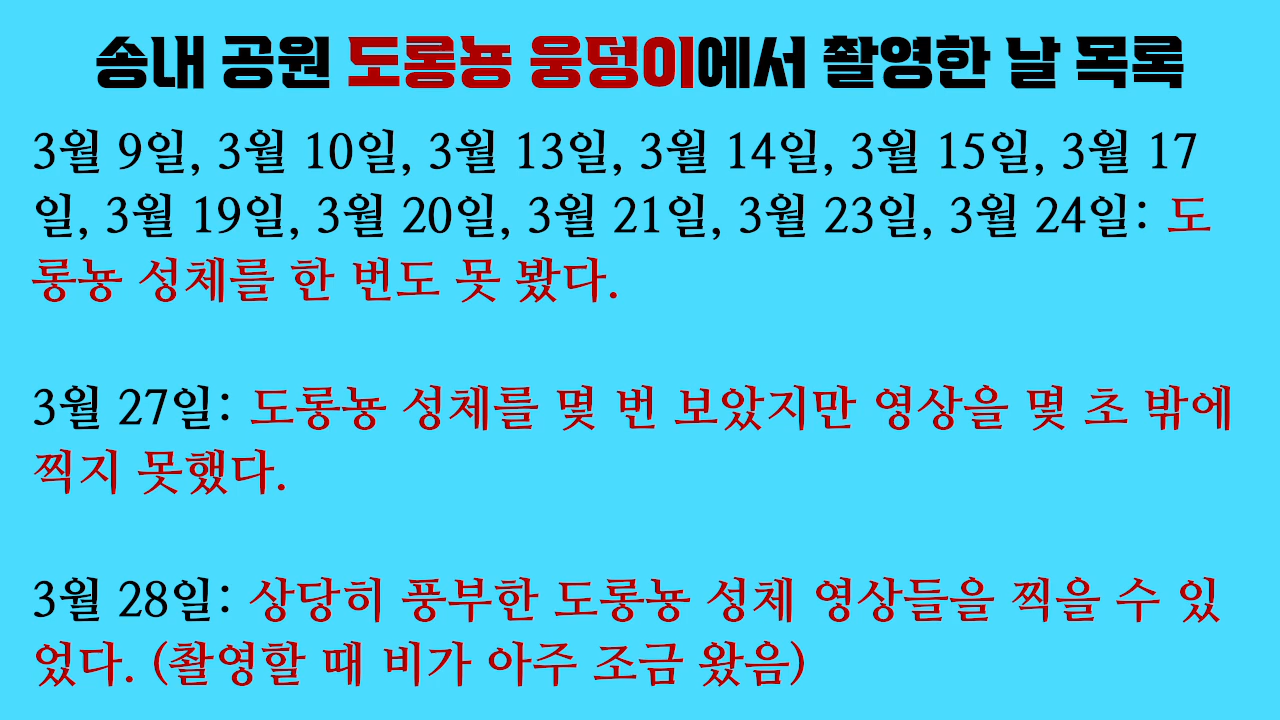 송내 공원 도롱뇽 웅덩이에서 촬영한 날 목록
3월 9일, 3월 10일, 3월 13일, 3월 14일, 3월 15일, 3월 17
일, 3월 19일, 3월 20일, 3월 21일, 3월 23일, 3월 24일: 도
롱뇽 성체를 한 번도 못 봤다.
3월 27일: 도롱뇽 성체를 몇 번 보았지만 영상을 몇 초 밖에
찍지 못했다.
3월 28일: 상당히 풍부한 도롱뇽 성체 영상들을 찍을 수 있
었다. (촬영할 때 비가 아주 조금 왔음)